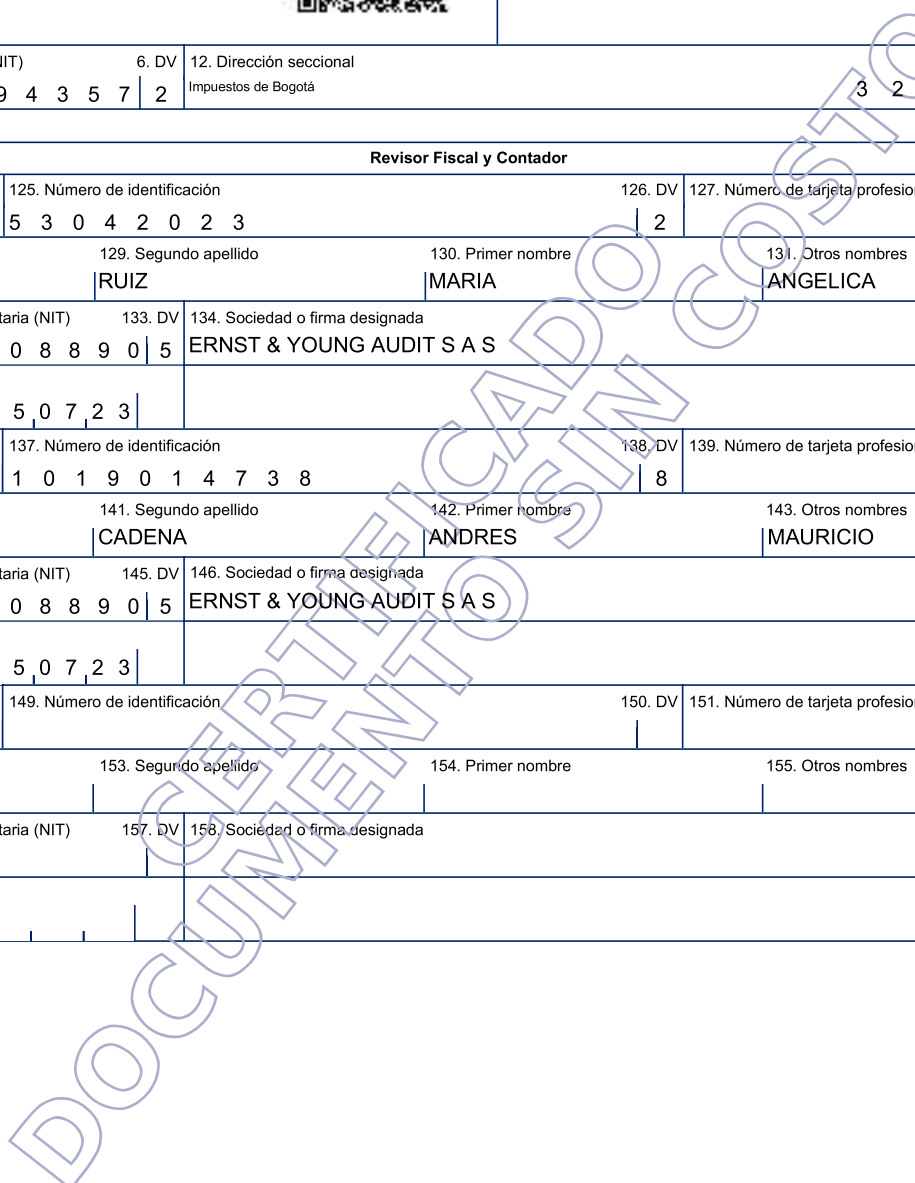 NIT) 6. DV 12. Dirección seccional
9 4 3 5 7 2 Impuestos de Bogotá 3 2
Revisor Fiscal y Contador
125. Número de identificación 126. DV 127. Número de tarjeta profesio
5 3 0 4 2 0 2 3 2
129. Segundo apellido 130. Primer nombre 131. Otros nombres
RUIZ MARIA ANGELICA
taria (NIT) 133. DV 134. Sociedad o firma designada
0 8 8 9 0 5 ERNST & YOUNG AUDIT S A S
5 0 7 2 3
137. Número de identificación 138. DV 139. Número de tarjeta profesio
1 0 1 9 0 1 4 7 3 8 8
141. Segundo apellido 142. Primer nombre 143. Otros nombres
CADENA ANDRES MAURICIO
taria (NIT) 145. DV 146. Sociedad o firma designada
0 8 8 9 0 5 ERNST & YOUNG AUDIT S A S
5 0 7 2 3
149. Número de identificación 150. DV 151. Número de tarjeta profesio
153. Segundo apellido 154. Primer nombre 155. Otros nombres
taria (NIT) 157. DV 158. Sociedad o firma designada
CERTIFICADO
DOCUMENTO SIN COSTO